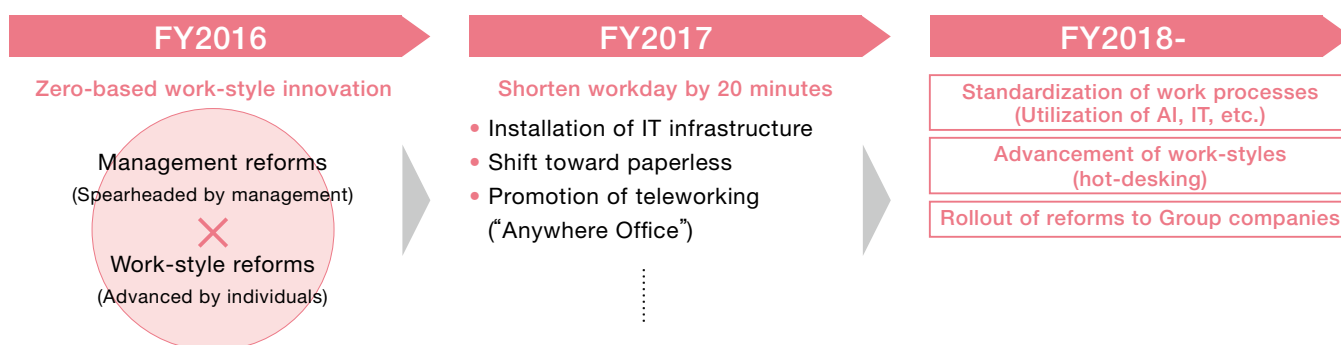 FY2016
Zero-based work-style innovation
Management reforms
(Spearheaded by management)
×
Work-style reforms
(Advanced by individuals)
FY2017
Shorten workday by 20 minutes
• Installation of IT infrastructure
• Shift toward paperless
• Promotion of teleworking
(“Anywhere Office”)
FY2018-
Standardization of work processes
(Utilization of AI, IT, etc.)
Advancement of work-styles
(hot-desking)
Rollout of reforms to Group companies